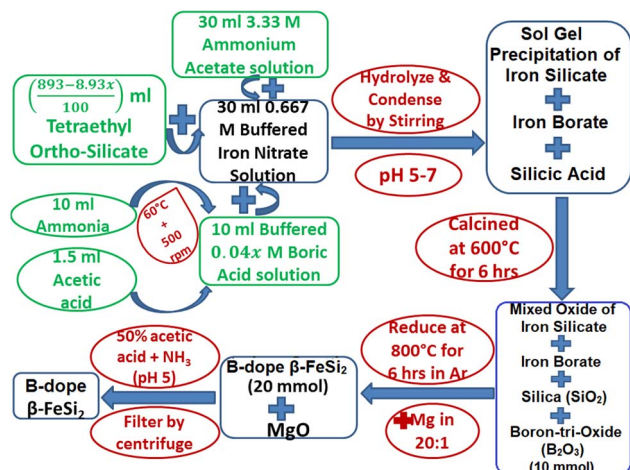 30 ml 3.33 M
Ammonium
Acetate solution
(893−8.93x / 100) ml
Tetraethyl
Ortho-Silicate
30 ml 0.667
M Buffered
Iron Nitrate
Solution
Hydrolyze &
Condense
by Stirring
pH 5-7
Sol Gel
Precipitation of
Iron Silicate
Iron Borate
Silicic Acid
10 ml
Ammonia
1.5 ml
Acetic
acid
60°C
+
500
rpm
10 ml Buffered
0.04x M Boric
Acid solution
Calcined
at 600°C
for 6 hrs
Mixed Oxide of
Iron Silicate
Iron Borate
Silica (SiO₂)
Boron-tri-Oxide
(B₂O₃)
(10 mmol)
Reduce at
800°C for
6 hrs in Ar
Mg in
20:1
B-dope β-FeSi₂
(20 mmol)
MgO
50% acetic
acid + NH₃
(pH 5)
Filter by
centrifuge
B-dope
β-FeSi₂